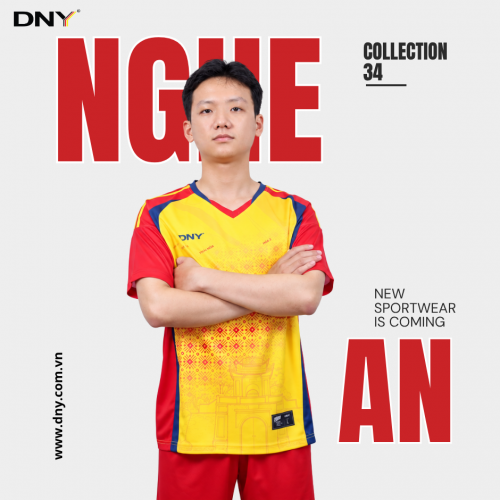 DNY
NGHE
COLLECTION
34
DNY
NEW
SPORTWEAR
IS COMING
AN
www.dny.com.vn